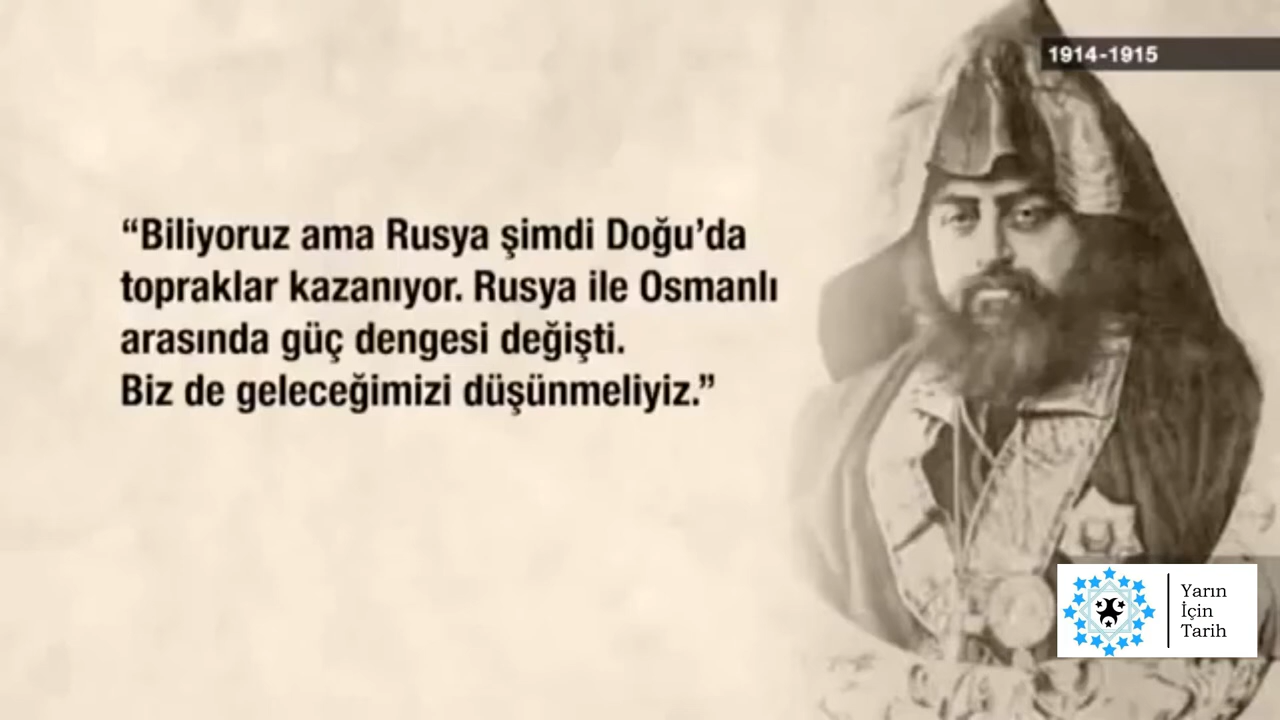 1914-1915
“Biliyoruz ama Rusya şimdi Doğu’da
topraklar kazanıyor. Rusya ile Osmanlı
arasında güç dengesi değişti.
Biz de geleceğimizi düşünmeliyiz.”
Yarın
İçin
Tarih